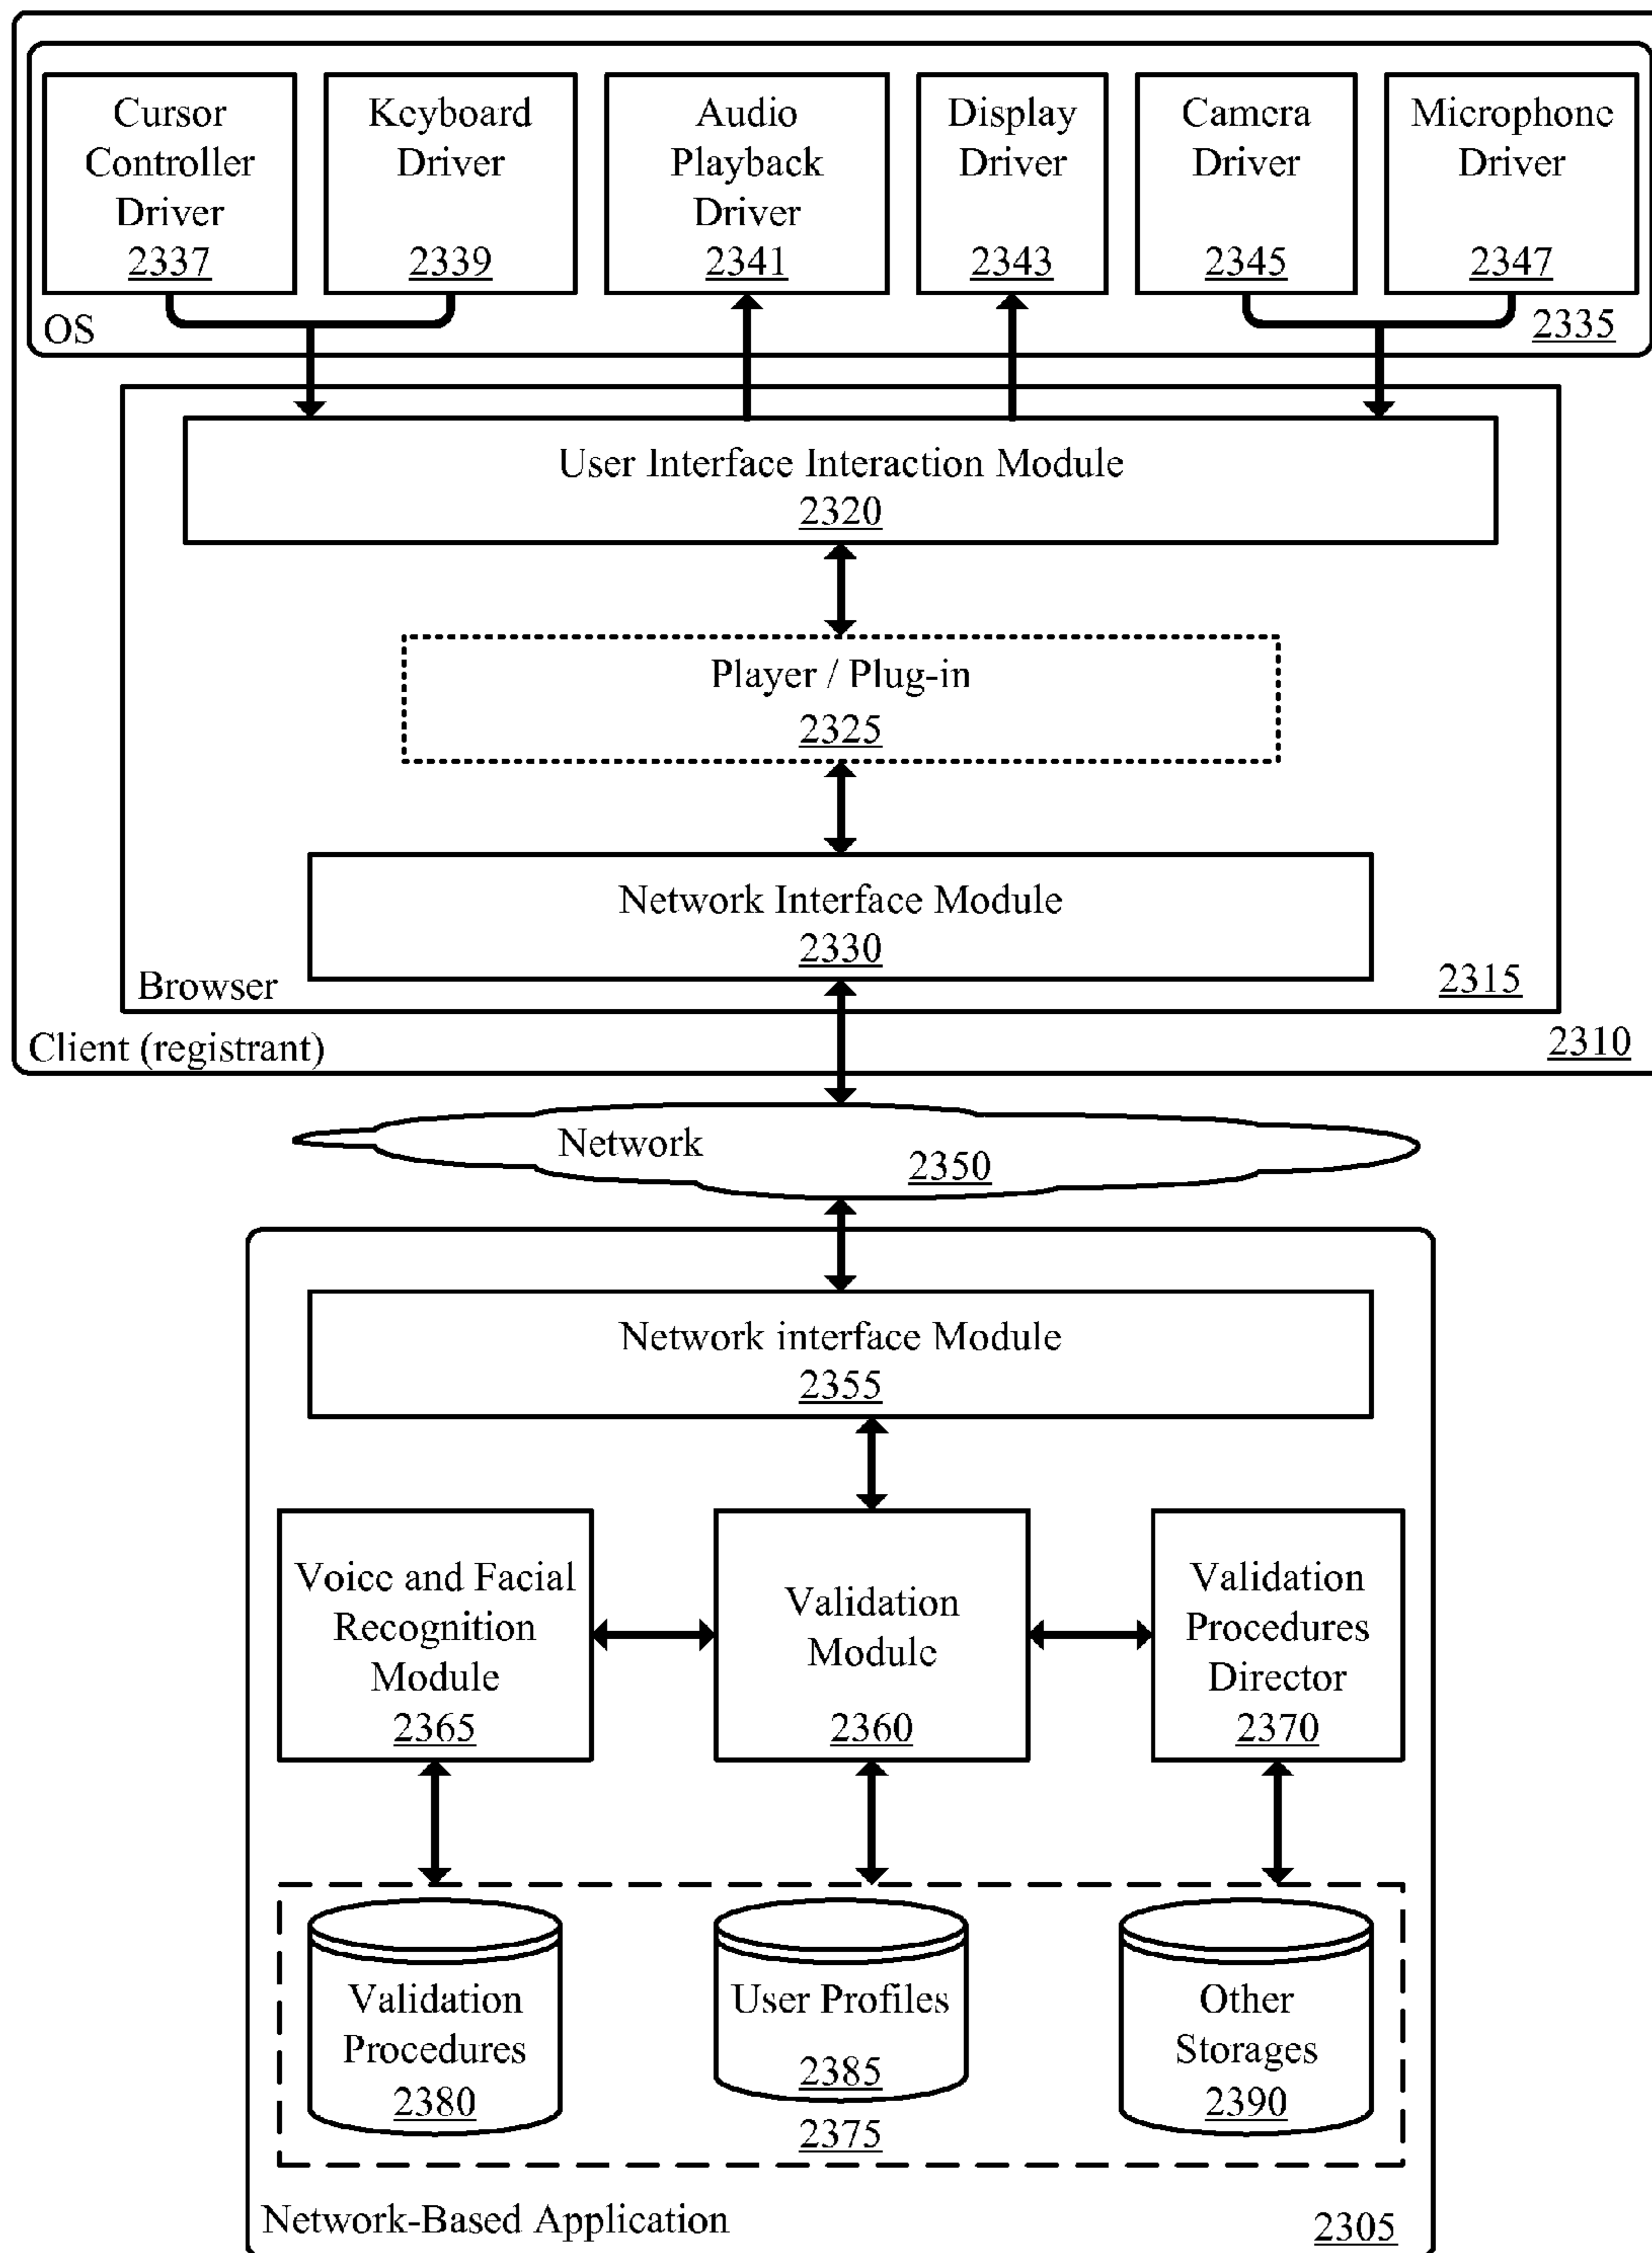 Cursor
Controller
Driver
2337
Keyboard
Driver
2339
Audio
Playback
Driver
2341
Display
Driver
2343
Camera
Driver
2345
Microphone
Driver
2347
OS
2335
User Interface Interaction Module
2320
Player / Plug-in
2325
Network Interface Module
2330
Browser
2315
Client (registrant)
2310
Network
2350
Network interface Module
2355
Voice and Facial
Recognition
Module
2365
Validation
Module
2360
Validation
Procedures
Director
2370
Validation
Procedures
2380
User Profiles
2385
Other
Storages
2390
2375
Network-Based Application
2305